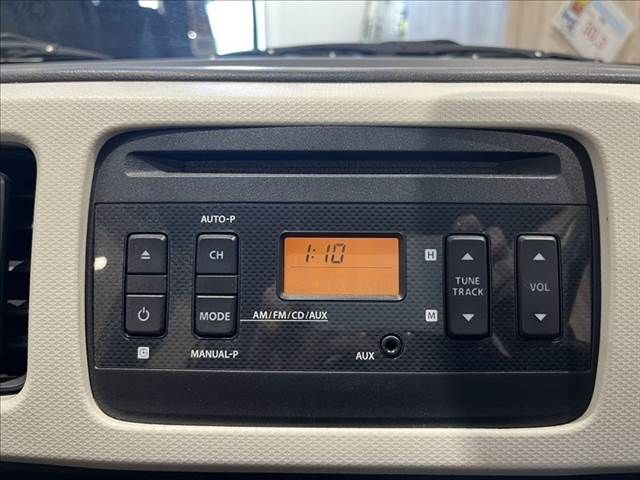 AUTO-P
CH
1:10
H
TUNE
TRACK
VOL
MODE
AM/FM/CD/AUX
M
MANUAL-P
AUX